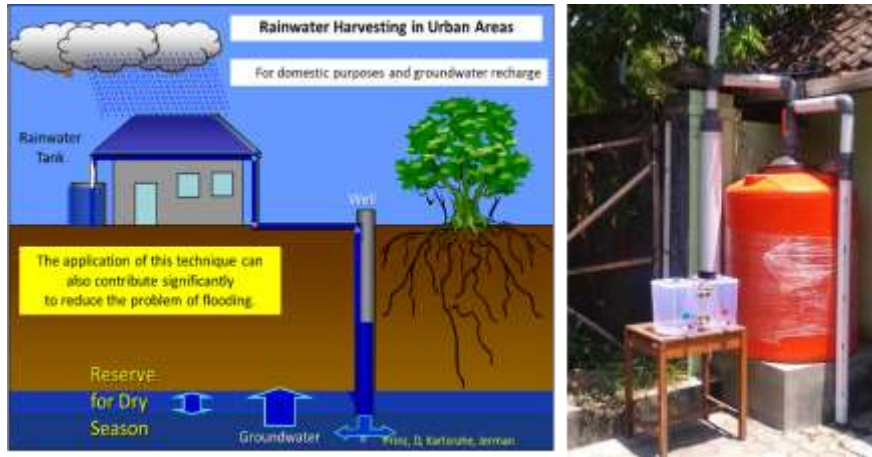 Rainwater Harvesting in Urban Areas
For domestic purposes and groundwater recharge
Rainwater
Tank
Well
The application of this technique can
also contribute significantly
to reduce the problem of flooding.
Reserve
for Dry
Season
Groundwater
Prinz, D, Karlsruhe, Jerman